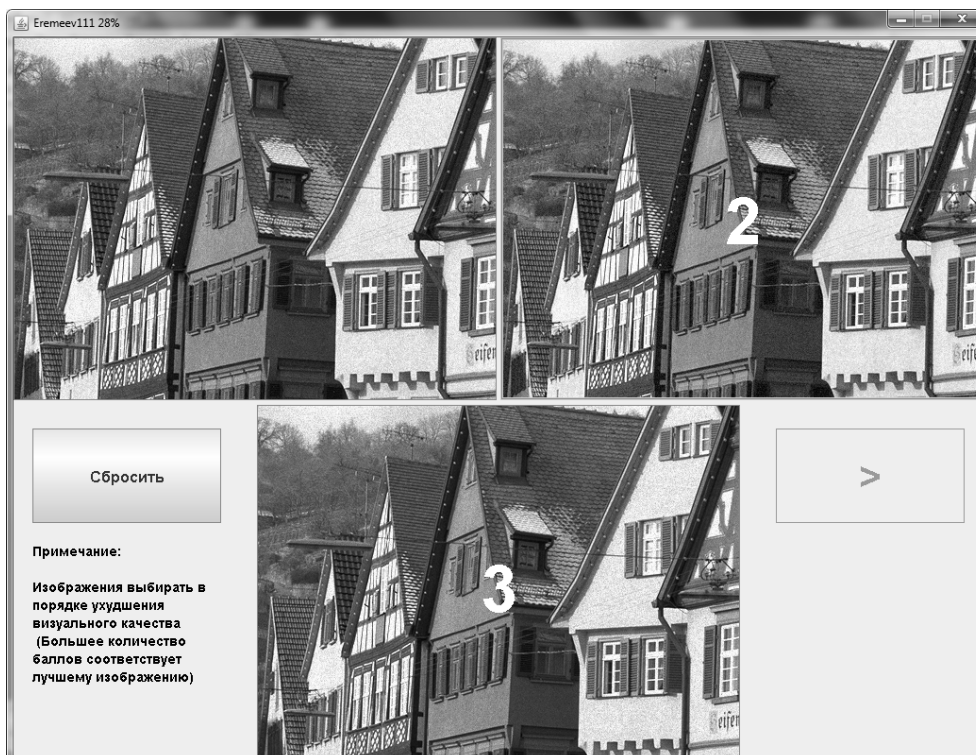 Eremeev111 28%
2
Сбросить
>
3
Примечание:
Изображения выбирать в
порядке ухудшения
визуального качества
(Большее количество
баллов соответствует
лучшему изображению)